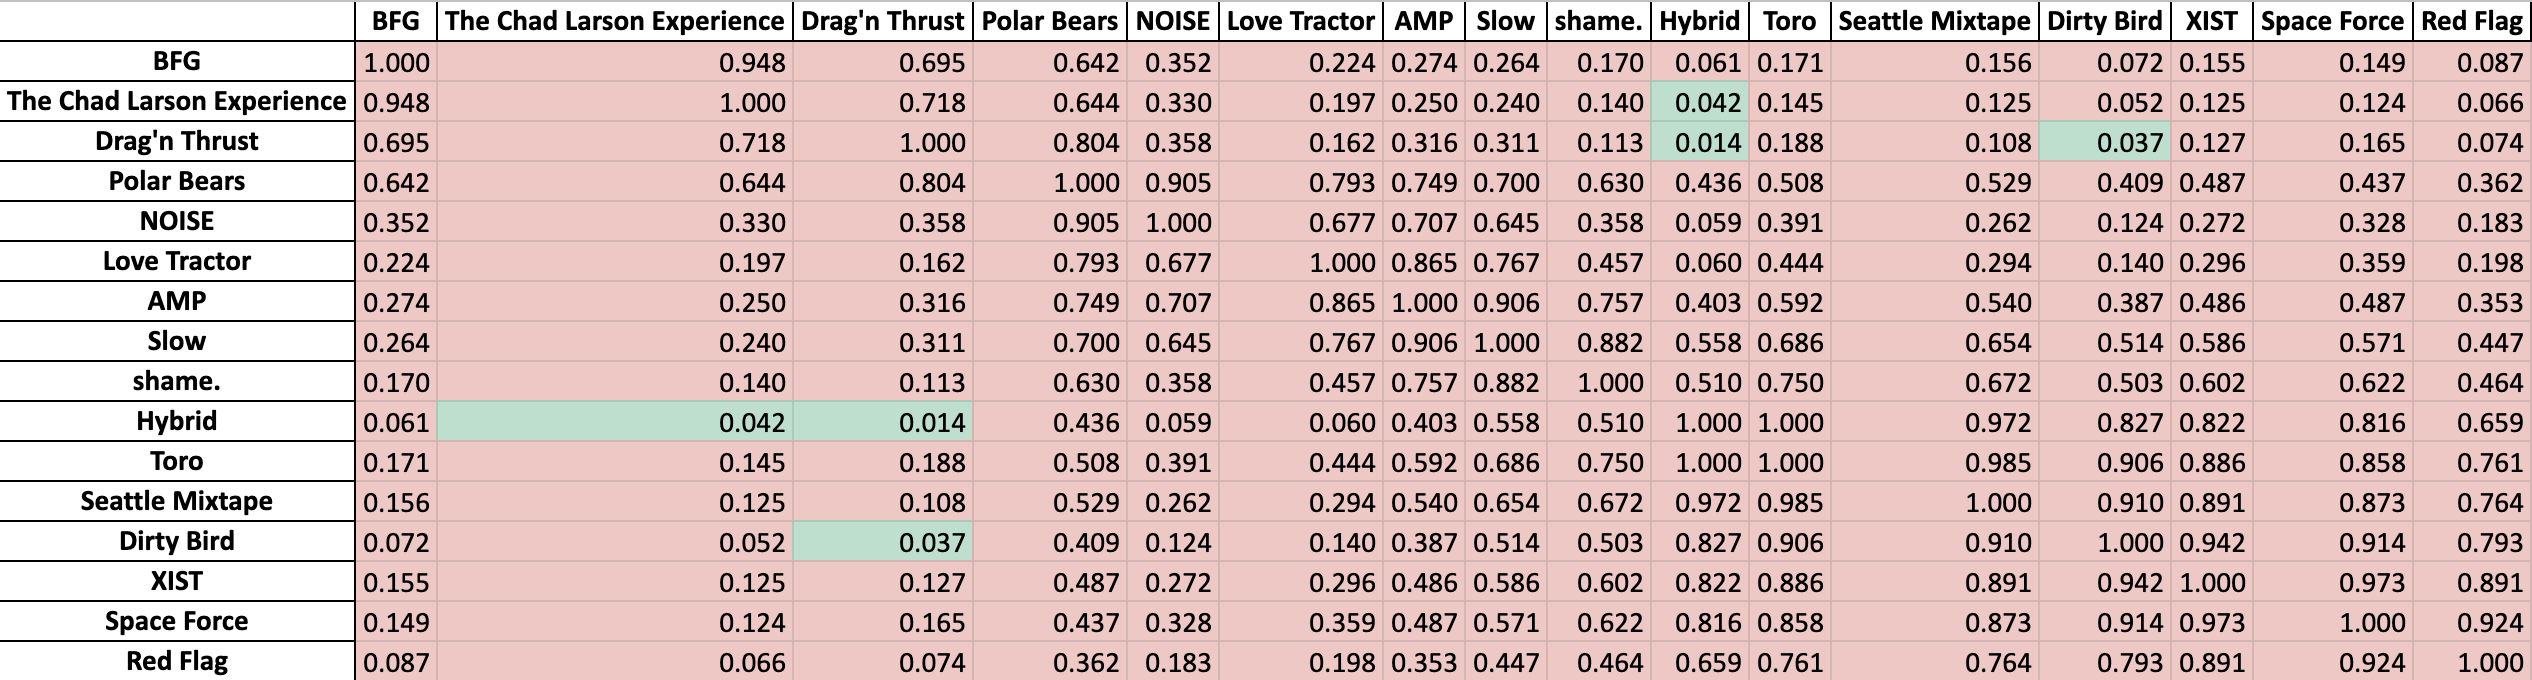 BFG The Chad Larson Experience Drag'n Thrust Polar Bears NOISE Love Tractor AMP Slow shame. Hybrid Toro Seattle Mixtape Dirty Bird XIST Space Force Red Flag
BFG 1.000 0.948 0.695 0.642 0.352 0.224 0.274 0.264 0.170 0.061 0.171 0.156 0.072 0.155 0.149 0.087
The Chad Larson Experience 0.948 1.000 0.718 0.644 0.330 0.197 0.250 0.240 0.140 0.042 0.145 0.125 0.052 0.125 0.124 0.066
Drag'n Thrust 0.695 0.718 1.000 0.804 0.358 0.162 0.316 0.311 0.113 0.014 0.188 0.108 0.037 0.127 0.165 0.074
Polar Bears 0.642 0.644 0.804 1.000 0.905 0.793 0.749 0.700 0.630 0.436 0.508 0.529 0.409 0.487 0.437 0.362
NOISE 0.352 0.330 0.358 0.905 1.000 0.677 0.707 0.645 0.358 0.059 0.391 0.262 0.124 0.272 0.328 0.183
Love Tractor 0.224 0.197 0.162 0.793 0.677 1.000 0.865 0.767 0.457 0.060 0.444 0.294 0.140 0.296 0.359 0.198
AMP 0.274 0.250 0.316 0.749 0.707 0.865 1.000 0.906 0.757 0.403 0.592 0.540 0.387 0.486 0.487 0.353
Slow 0.264 0.240 0.311 0.700 0.645 0.767 0.906 1.000 0.882 0.558 0.686 0.654 0.514 0.586 0.571 0.447
shame. 0.170 0.140 0.113 0.630 0.358 0.457 0.757 0.882 1.000 0.510 0.750 0.672 0.503 0.602 0.622 0.464
Hybrid 0.061 0.042 0.014 0.436 0.059 0.060 0.403 0.558 0.510 1.000 1.000 0.972 0.827 0.822 0.816 0.659
Toro 0.171 0.145 0.188 0.508 0.391 0.444 0.592 0.686 0.750 1.000 1.000 0.985 0.906 0.886 0.858 0.761
Seattle Mixtape 0.156 0.125 0.108 0.529 0.262 0.294 0.540 0.654 0.672 0.972 0.985 1.000 0.910 0.891 0.873 0.764
Dirty Bird 0.072 0.052 0.037 0.409 0.124 0.140 0.387 0.514 0.503 0.827 0.906 0.910 1.000 0.942 0.914 0.793
XIST 0.155 0.125 0.127 0.487 0.272 0.296 0.486 0.586 0.602 0.822 0.886 0.891 0.942 1.000 0.973 0.891
Space Force 0.149 0.124 0.165 0.437 0.328 0.359 0.487 0.571 0.622 0.816 0.858 0.873 0.914 0.973 1.000 0.924
Red Flag 0.087 0.066 0.074 0.362 0.183 0.198 0.353 0.447 0.464 0.659 0.761 0.764 0.793 0.891 0.924 1.000